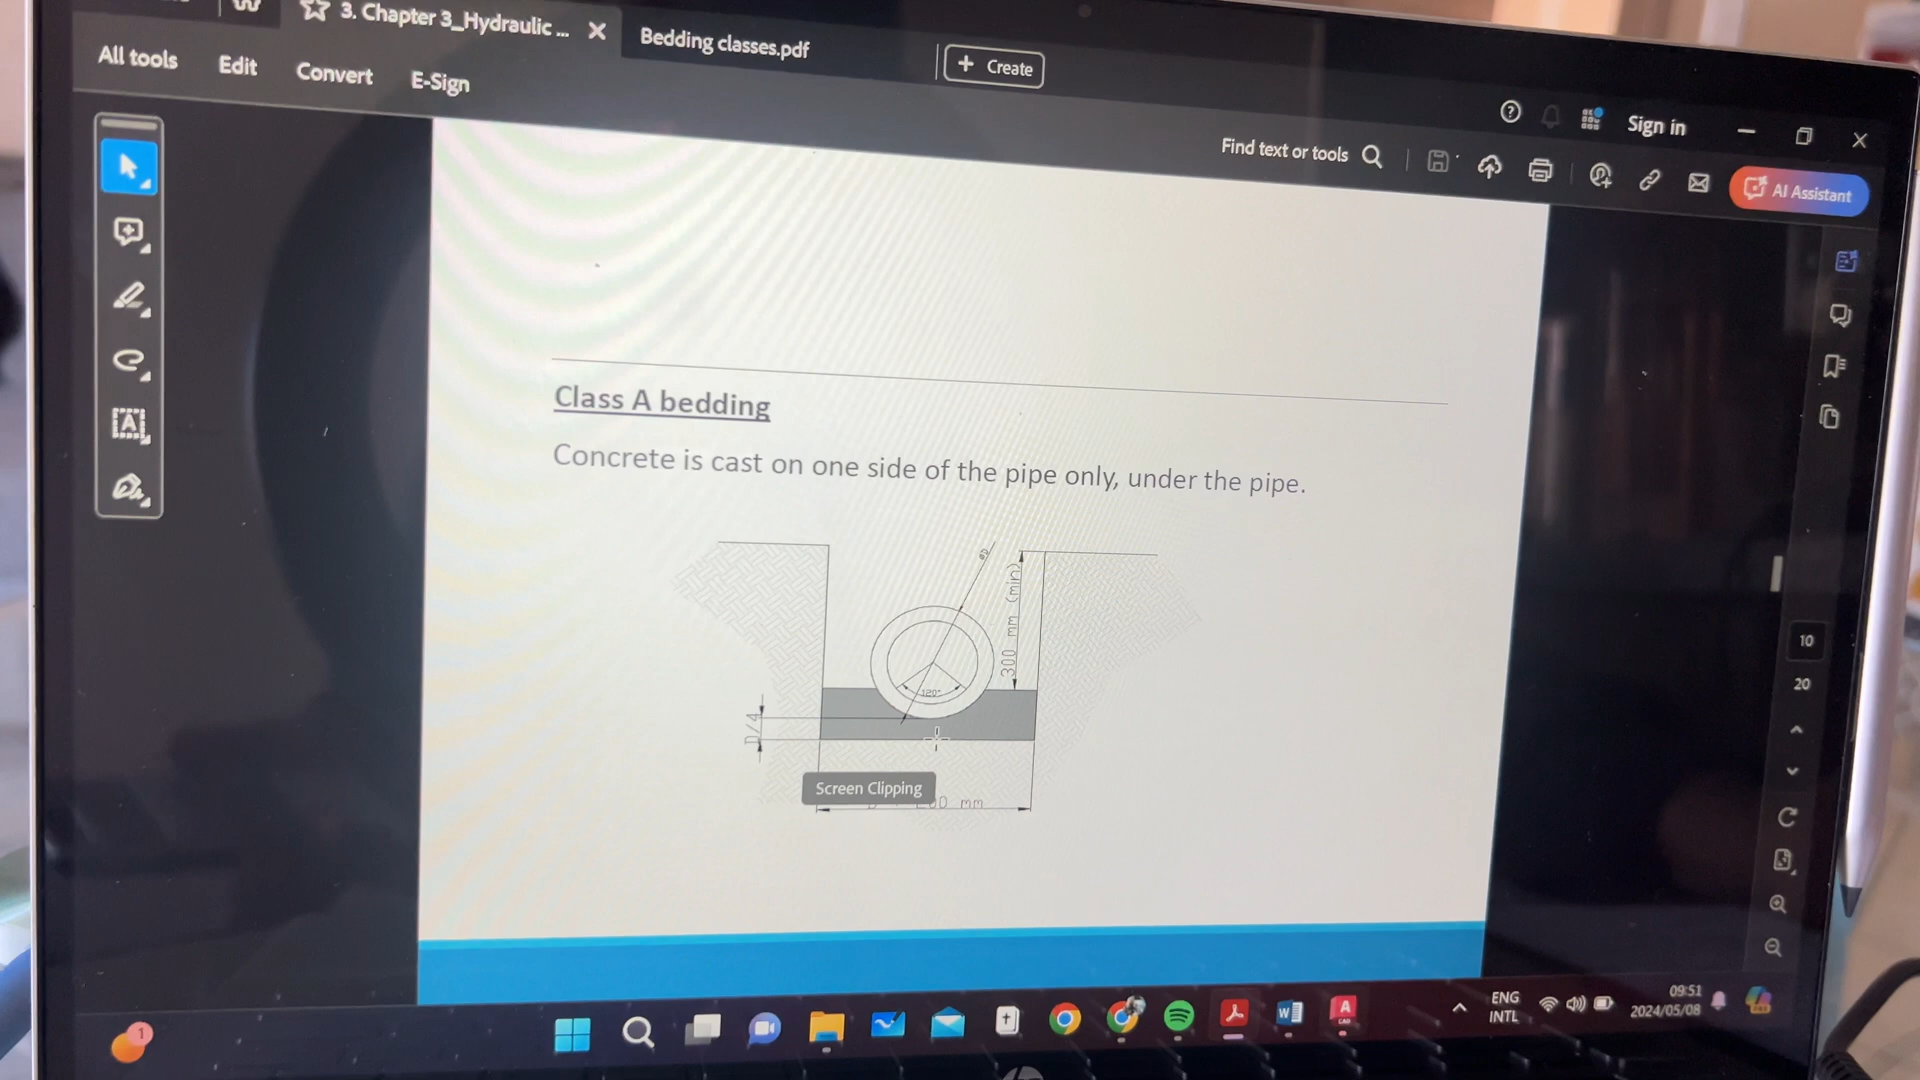 3. Chapter 3_Hydraulic ...
Bedding classes.pdf
Create
All tools
Edit
Convert
E-Sign
Sign in
Find text or tools
AI Assistant
Class A bedding
Concrete is cast on one side of the pipe only, under the pipe.
300 mm (min)
120°
D/4
Screen Clipping
mm
10
20
ENG
INTL
09:51
2024/05/08
1